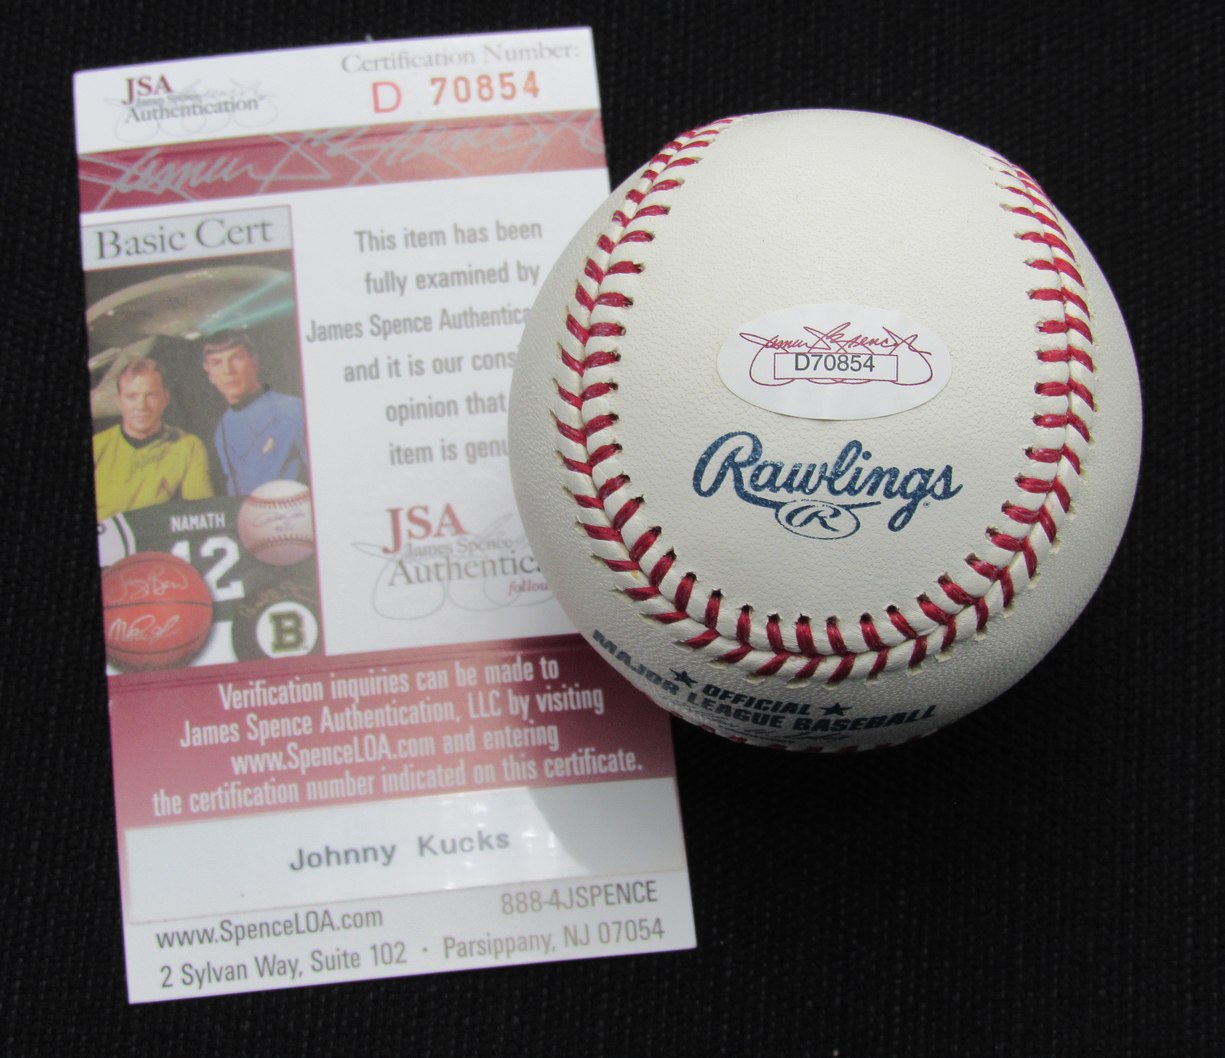 JSA
James Spence
Authentication
Certification Number:
D 70854
Basic Cert
This item has been
fully examined by
James Spence Authentica
and it is our cons
opinion that
item is genu
JSA
James Spence
Authentic
follow
NAMATH
12
B
Verification inquiries can be made to
James Spence Authentication, LLC by visiting
www.SpenceLOA.com and entering
the certification number indicated on this certificate.
Johnny Kucks
888-4JSPENCE
www.SpenceLOA.com
2 Sylvan Way, Suite 102 · Parsippany, NJ 07054
D70854
Rawlings
R
★ OFFICIAL ★
MAJOR LEAGUE BASEBALL